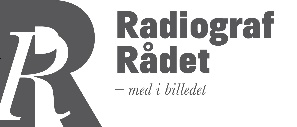 R
Radiograf
Rådet
– med i billedet